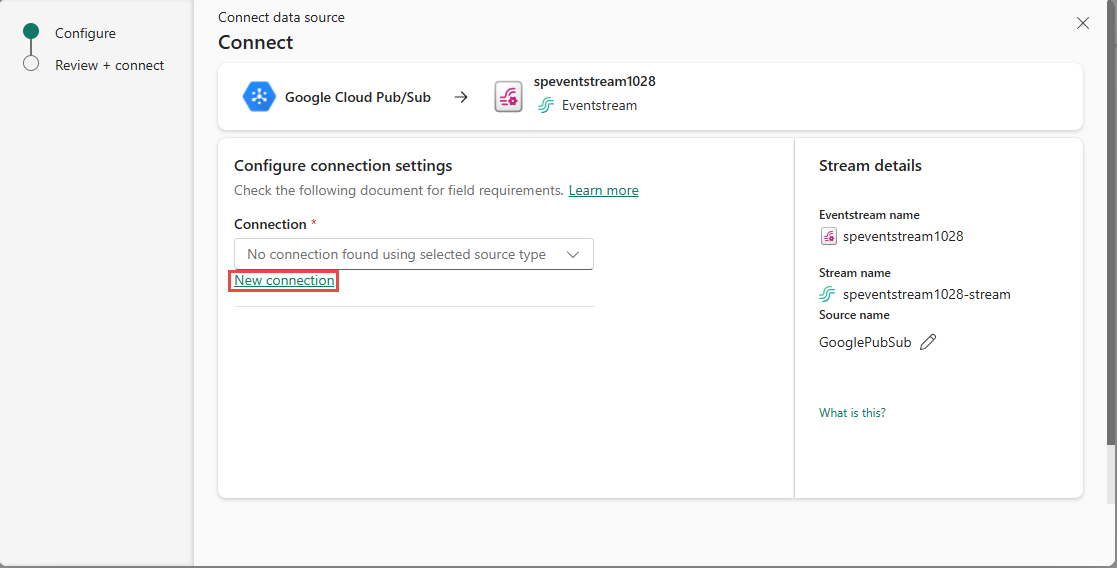 Configure
Review + connect
Connect data source
Connect
Google Cloud Pub/Sub
speventstream1028
Eventstream
Configure connection settings
Check the following document for field requirements. Learn more
Connection *
No connection found using selected source type
New connection
Stream details
Eventstream name
speventstream1028
Stream name
speventstream1028-stream
Source name
GooglePubSub
What is this?